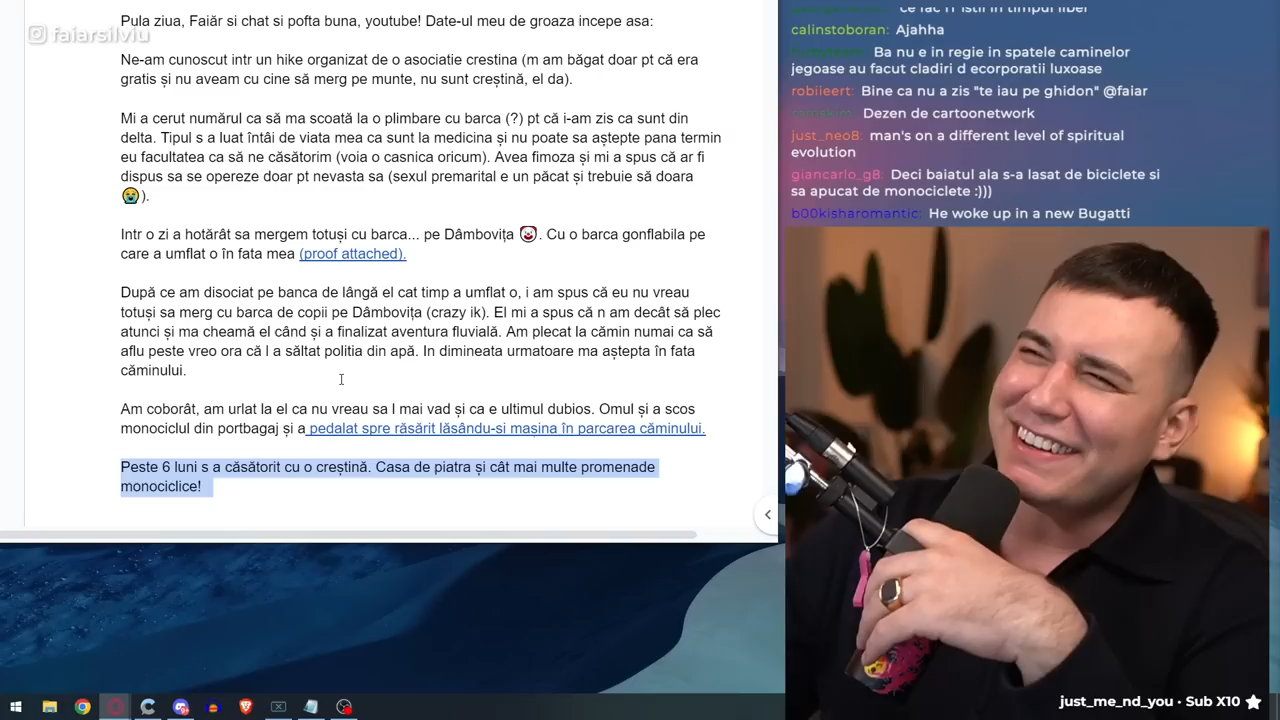 Pula ziua, Faiăr si chat si pofta buna, youtube! Date-ul meu de groaza incepe asa:
faiarsilviu
Ne-am cunoscut intr un hike organizat de o asociatie crestina (m am băgat doar pt că era
gratis și nu aveam cu cine să merg pe munte, nu sunt creștină, el da).
Mi a cerut numărul ca să ma scoată la o plimbare cu barca (?) pt că i-am zis ca sunt din
delta. Tipul s a luat întâi de viata mea ca sunt la medicina și nu poate sa aștepte pana termin
eu facultatea ca să ne căsătorim (voia o casnica oricum). Avea fimoza și mi a spus că ar fi
dispus sa se opereze doar pt nevasta sa (sexul premarital e un păcat și trebuie să doara
😭).
Intr o zi a hotărât sa mergem totuși cu barca... pe Dâmbovița 🤡. Cu o barca gonflabila pe
care a umflat o în fata mea (proof attached).
După ce am disociat pe banca de lângă el cat timp a umflat o, i am spus că eu nu vreau
totuși sa merg cu barca de copii pe Dâmbovița (crazy ik). El mi a spus că n am decât să plec
atunci și ma cheamă el când și a finalizat aventura fluvială. Am plecat la cămin numai ca să
aflu peste vreo ora că l a săltat politia din apă. In dimineata urmatoare ma aștepta în fata
căminului.
Am coborât, am urlat la el ca nu vreau sa l mai vad și ca e ultimul dubios. Omul și a scos
monociclul din portbagaj și a pedalat spre răsărit lăsându-si mașina în parcarea căminului.
Peste 6 luni s a căsătorit cu o creștină. Casa de piatra și cât mai multe promenade
monociclice!
ce fac IT istii in timpul liber
calinstoboran: Ajahha
Ba nu e in regie in spatele caminelor
jegoase au facut cladiri d ecorporatii luxoase
robiieert: Bine ca nu a zis "te iau pe ghidon" @faiar
Dezen de cartoonetwork
just_neo8: man's on a different level of spiritual
evolution
giancarlo_g8: Deci baiatul ala s-a lasat de biciclete si
sa apucat de monociclete :)))
b00kisharomantic: He woke up in a new Bugatti
just_me_nd_you • Sub X10